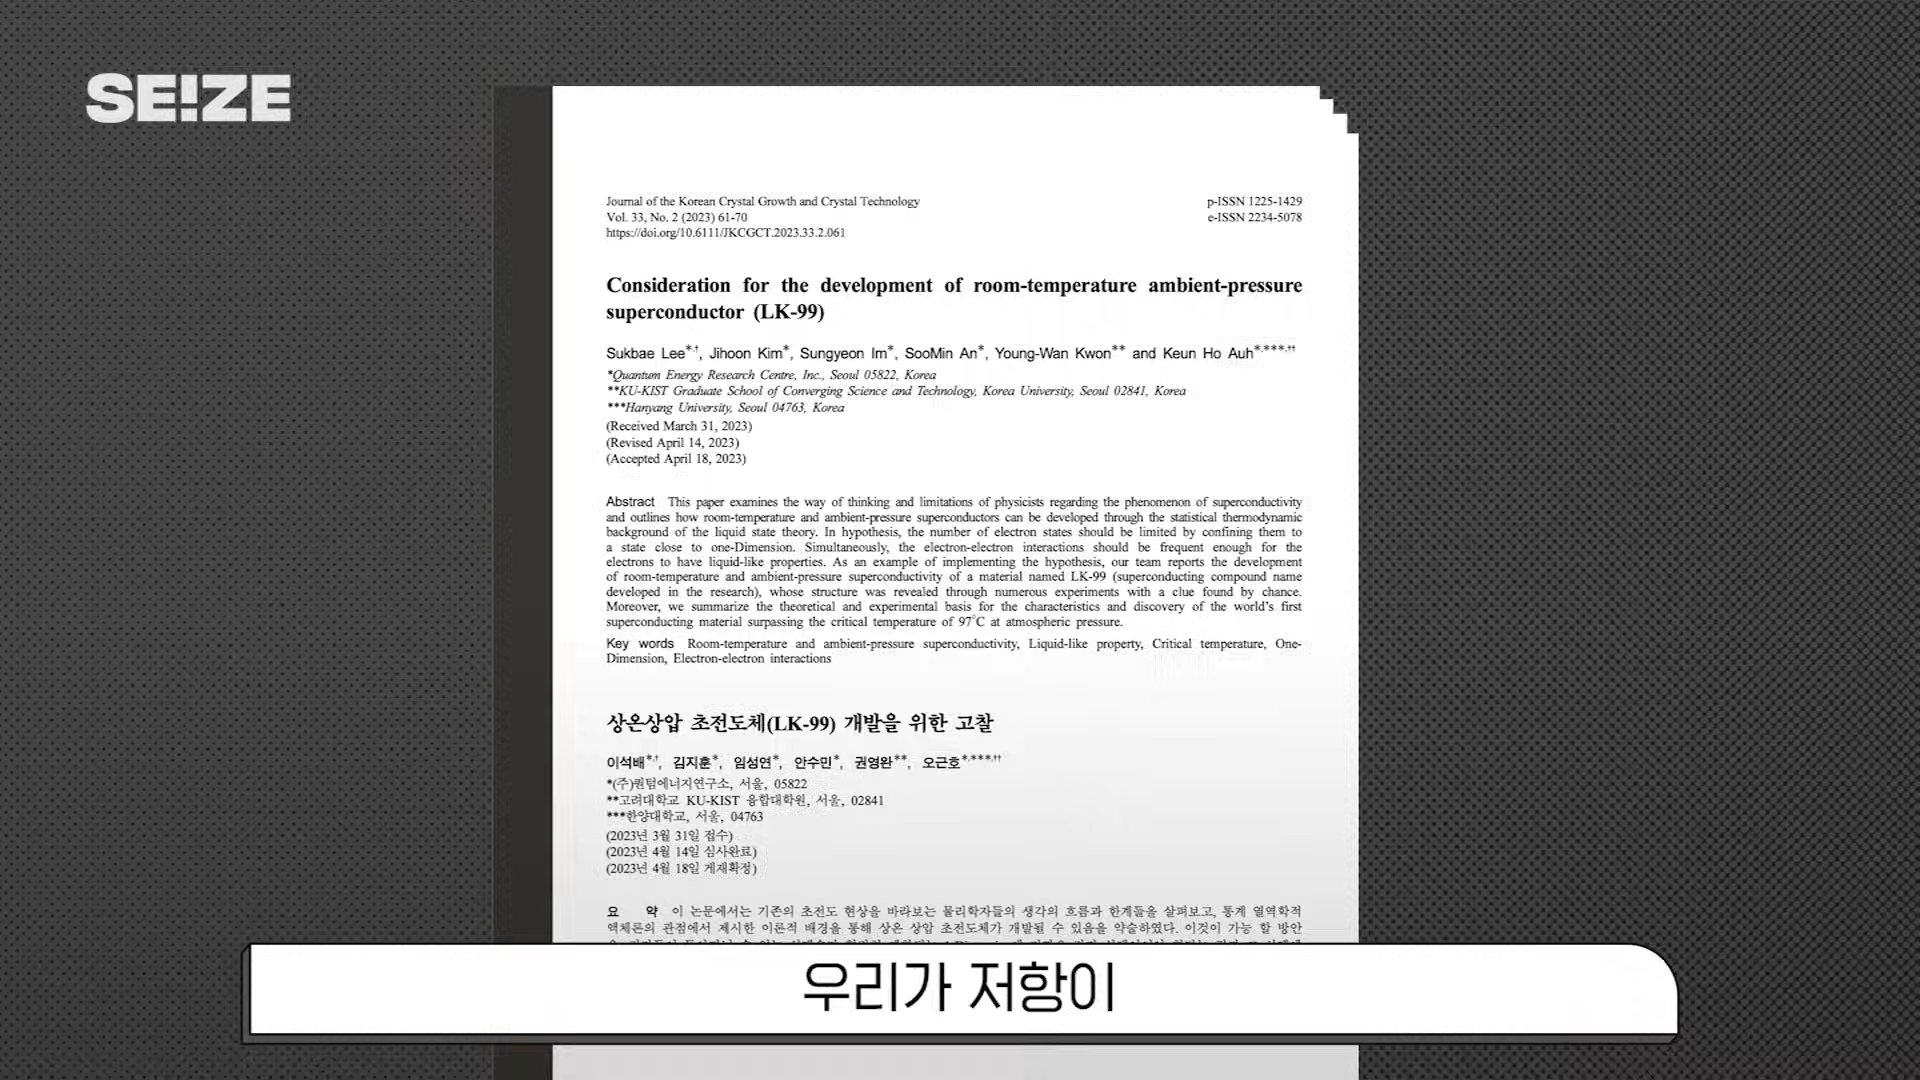 SE!ZE
Journal of the Korean Crystal Growth and Crystal Technology
Vol. 33, No. 2 (2023) 61-70
https://doi.org/10.6111/JKCGCT.2023.33.2.061
p-ISSN 1225-1429
e-ISSN 2234-5078
Consideration for the development of room-temperature ambient-pressure
superconductor (LK-99)
Sukbae Lee*,†, Jihoon Kim*, Sungyeon Im*, SooMin An*, Young-Wan Kwon** and Keun Ho Auh*,***,††
*Quantum Energy Research Centre, Inc., Seoul 05822, Korea
**KU-KIST Graduate School of Converging Science and Technology, Korea University, Seoul 02841, Korea
***Hanyang University, Seoul 04763, Korea
(Received March 31, 2023)
(Revised April 14, 2023)
(Accepted April 18, 2023)
Abstract This paper examines the way of thinking and limitations of physicists regarding the phenomenon of superconductivity
and outlines how room-temperature and ambient-pressure superconductors can be developed through the statistical thermodynamic
background of the liquid state theory. In hypothesis, the number of electron states should be limited by confining them to
a state close to one-Dimension. Simultaneously, the electron-electron interactions should be frequent enough for the
electrons to have liquid-like properties. As an example of implementing the hypothesis, our team reports the development
of room-temperature and ambient-pressure superconductivity of a material named LK-99 (superconducting compound name
developed in the research), whose structure was revealed through numerous experiments with a clue found by chance.
Moreover, we summarize the theoretical and experimental basis for the characteristics and discovery of the world's first
superconducting material surpassing the critical temperature of 97°C at atmospheric pressure.
Key words Room-temperature and ambient-pressure superconductivity, Liquid-like property, Critical temperature, One-
Dimension, Electron-electron interactions
상온상압 초전도체(LK-99) 개발을 위한 고찰
이석배*,†, 김지훈*, 임성연*, 안수민*, 권영완**, 오근호*,***,††
*(주)퀀텀에너지연구소, 서울, 05822
**고려대학교 KU-KIST 융합대학원, 서울, 02841
***한양대학교, 서울, 04763
(2023년 3월 31일 접수)
(2023년 4월 14일 심사완료)
(2023년 4월 18일 게재확정)
요 약 이 논문에서는 기존의 초전도 현상을 바라보는 물리학자들의 생각의 흐름과 한계들을 살펴보고, 통계 열역학적
액체론의 관점에서 제시한 이론적 배경을 통해 상온 상압 초전도체가 개발될 수 있음을 약술하였다. 이것이 가능 할 방안
우리가 저항이